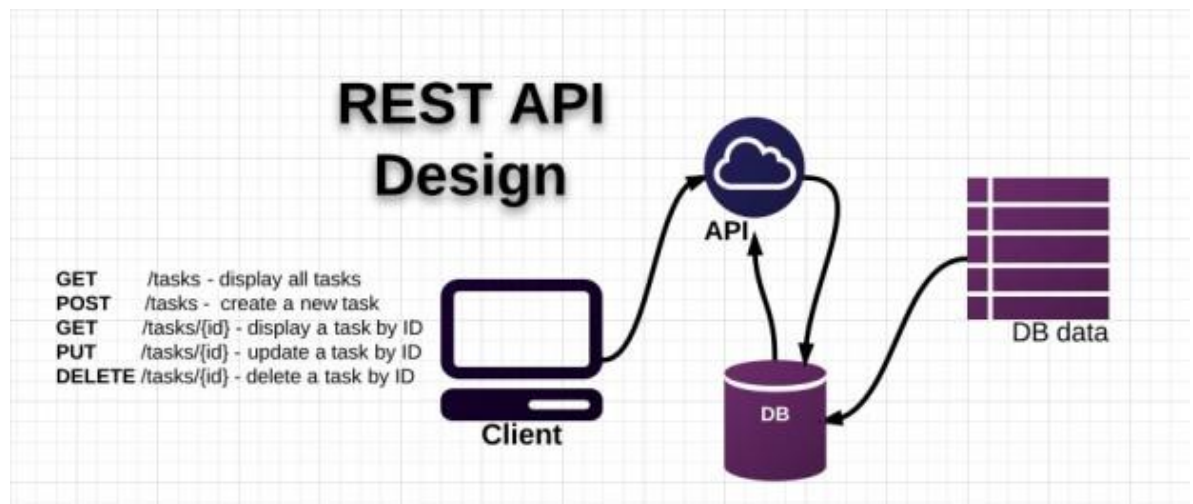 REST API
Design
API
GET /tasks - display all tasks
POST /tasks - create a new task
GET /tasks/{id} - display a task by ID
PUT /tasks/{id} - update a task by ID
DELETE /tasks/{id} - delete a task by ID
Client
DB
DB data